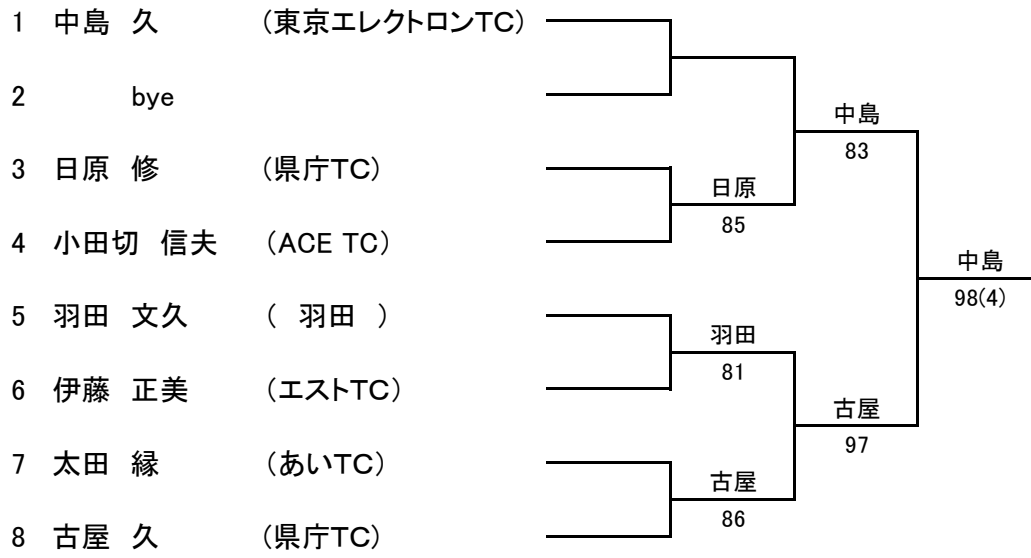 1 中島 久 (東京エレクトロンTC)
2 bye
中島
83
3 日原 修 (県庁TC)
日原
85
4 小田切 信夫 (ACE TC)
中島
98(4)
5 羽田 文久 ( 羽田 )
羽田
81
6 伊藤 正美 (エストTC)
古屋
97
7 太田 縁 (あいTC)
古屋
86
8 古屋 久 (県庁TC)